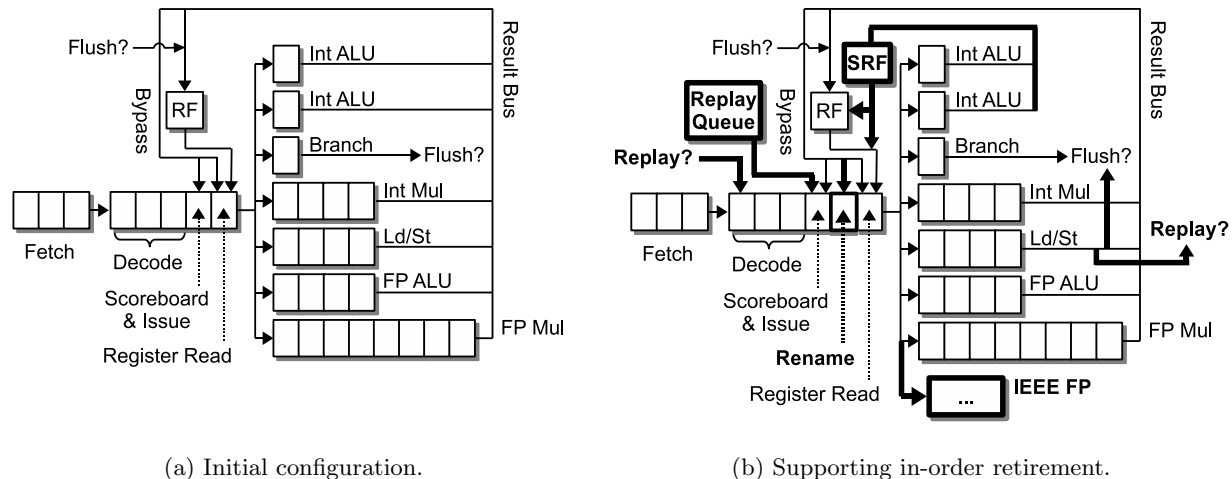 Flush?
RF
Bypass
Int ALU
Int ALU
Branch
Flush?
Int Mul
Ld/St
FP ALU
FP Mul
Result Bus
Fetch
Decode
Scoreboard
& Issue
Register Read
(a) Initial configuration.
Flush?
SRF
Replay
Queue
Bypass
RF
Replay?
Int ALU
Int ALU
Branch
Flush?
Int Mul
Ld/St
Replay?
FP ALU
FP Mul
IEEE FP
...
Result Bus
Fetch
Decode
Scoreboard
& Issue
Rename
Register Read
(b) Supporting in-order retirement.